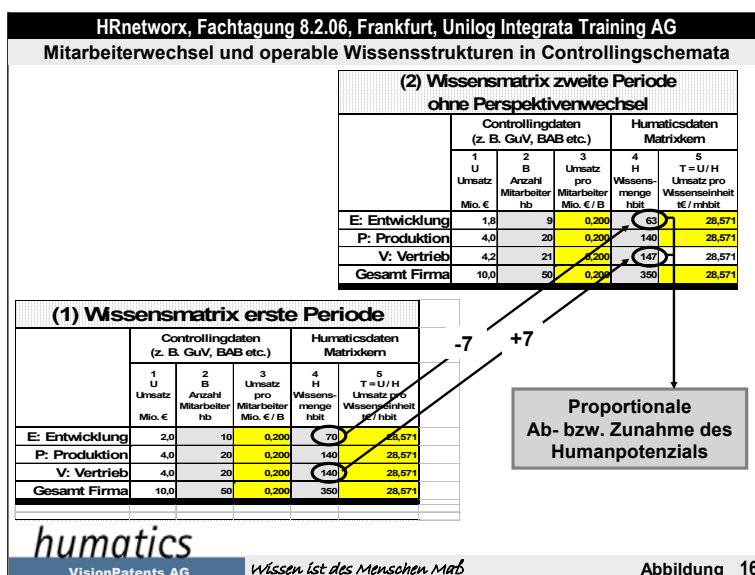 HRnetworx, Fachtagung 8.2.06, Frankfurt, Unilog Integrata Training AG
Mitarbeiterwechsel und operable Wissensstrukturen in Controllingschemata
(2) Wissensmatrix zweite Periode
ohne Perspektivenwechsel
Controllingdaten Humaticsdaten
(z. B. GuV, BAB etc.) Matrixkern
1 2 3 4 5
U B Umsatz H T = U / H
Umsatz Anzahl pro Wissens- Umsatz pro
Mitarbeiter Mitarbeiter menge Wissenseinheit
Mio. € hb Mio. € / B hbit t€ / mhbit
E: Entwicklung 1,8 9 0,200 63 28,571
P: Produktion 4,0 20 0,200 140 28,571
V: Vertrieb 4,2 21 0,200 147 28,571
Gesamt Firma 10,0 50 0,200 350 28,571
(1) Wissensmatrix erste Periode
Controllingdaten Humaticsdaten
(z. B. GuV, BAB etc.) Matrixkern
1 2 3 4 5
U B Umsatz H T = U / H
Umsatz Anzahl pro Wissens- Umsatz pro
Mitarbeiter Mitarbeiter menge Wissenseinheit
Mio. € hb Mio. € / B hbit t€ / hbit
E: Entwicklung 2,0 10 0,200 70 28,571
P: Produktion 4,0 20 0,200 140 28,571
V: Vertrieb 4,0 20 0,200 140 28,571
Gesamt Firma 10,0 50 0,200 350 28,571
-7 +7
Proportionale
Ab- bzw. Zunahme des
Humanpotenzials
humatics
VisionPatents AG
Wissen ist des Menschen Maß
Abbildung